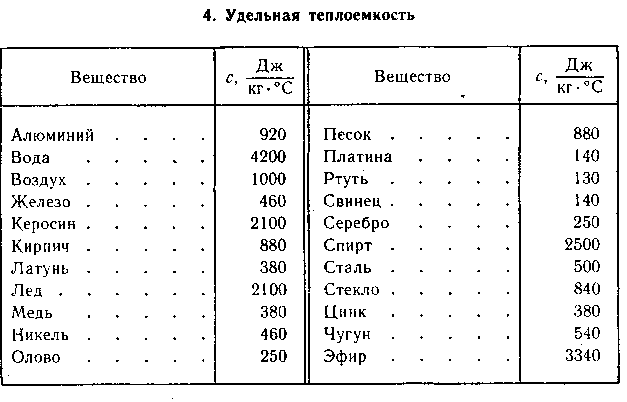 4. Удельная теплоемкость
Вещество
c, Дж/кг·°С
Вещество
c, Дж/кг·°С
Алюминий . . . . 920
Вода . . . . . 4200
Воздух . . . . . 1000
Железо . . . . . 460
Керосин . . . . . 2100
Кирпич . . . . . 880
Латунь . . . . . 380
Лед . . . . . . 2100
Медь . . . . . 380
Никель . . . . . 460
Олово . . . . . 250
Песок . . . . . 880
Платина . . . . . 140
Ртуть . . . . . 130
Свинец . . . . . 140
Серебро . . . . . 250
Спирт . . . . . 2500
Сталь . . . . . 500
Стекло . . . . . 840
Цинк . . . . . 380
Чугун . . . . . 540
Эфир . . . . . 3340